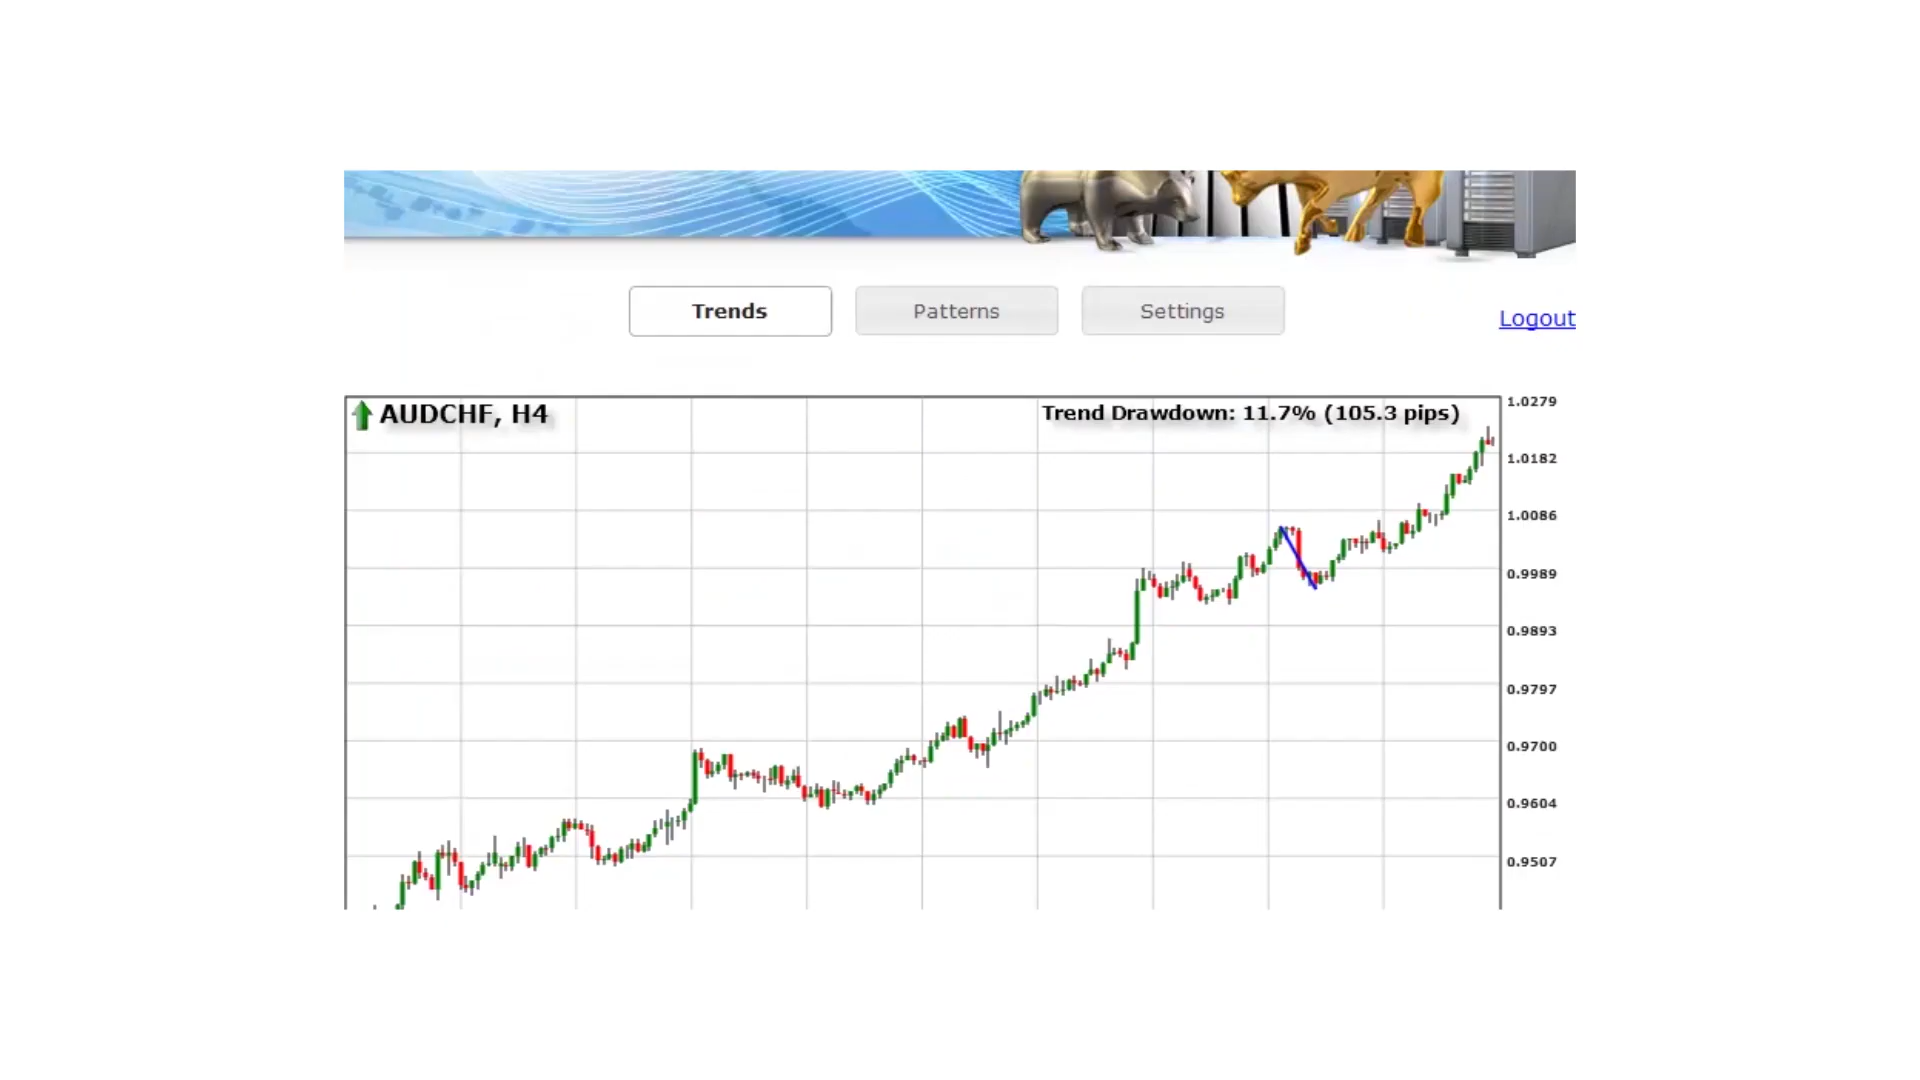 Trends
Patterns
Settings
Logout
AUDCHF, H4
Trend Drawdown: 11.7% (105.3 pips)
1.0279
1.0182
1.0086
0.9989
0.9893
0.9797
0.9700
0.9604
0.9507